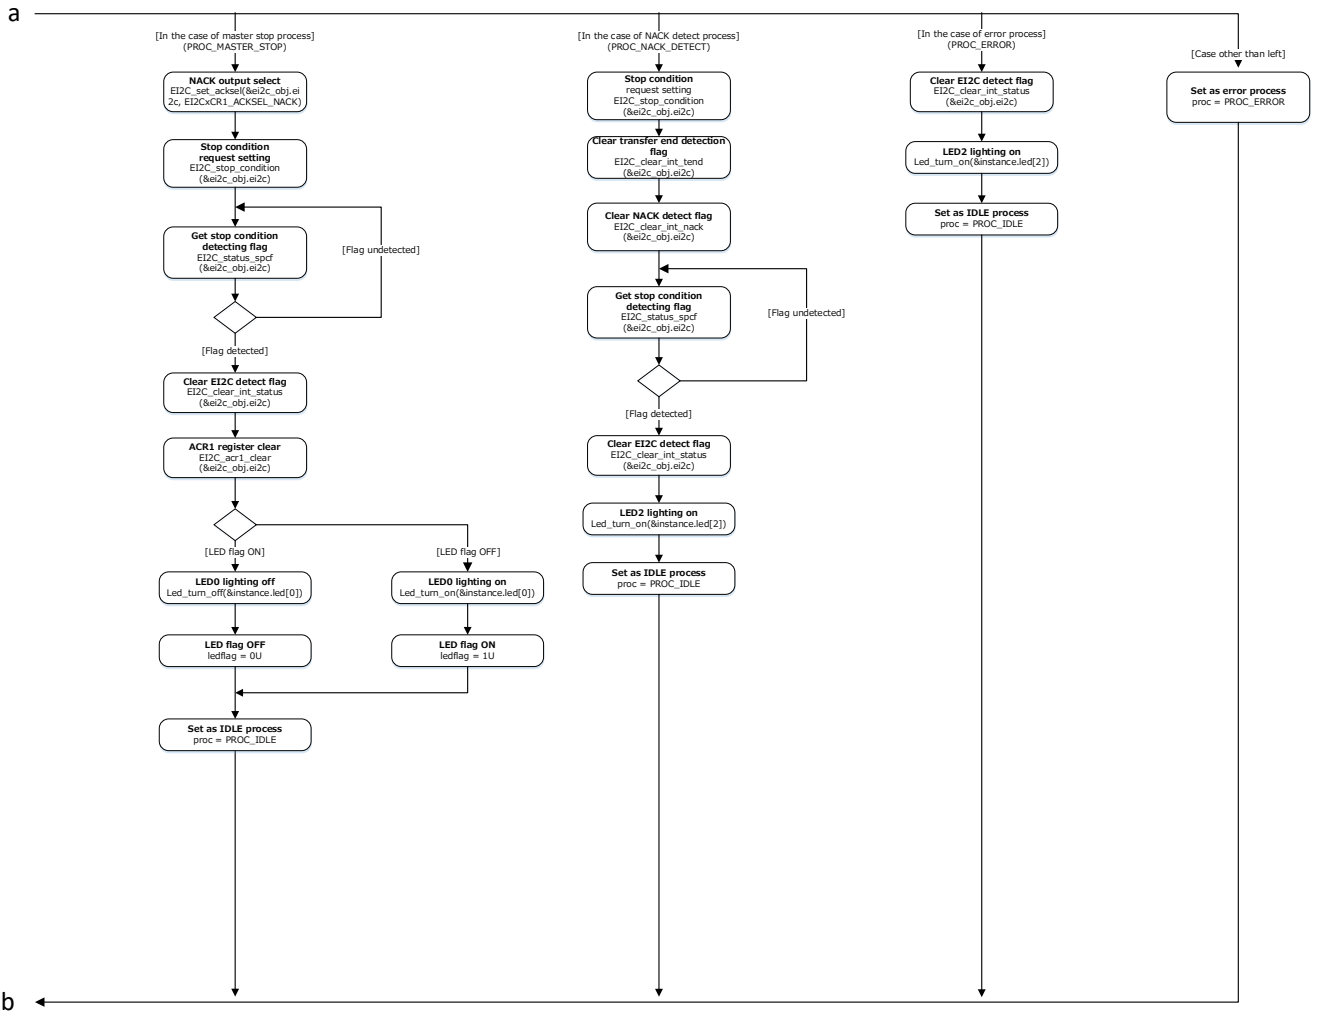 a
[In the case of master stop process]
(PROC_MASTER_STOP)
NACK output select
EI2C_set_acksel(&ei2c_obj.ei
2c, EI2CxCR1_ACKSEL_NACK)
Stop condition
request setting
EI2C_stop_condition
(&ei2c_obj.ei2c)
Get stop condition
detecting flag
EI2C_status_spcf
(&ei2c_obj.ei2c)
[Flag undetected]
[Flag detected]
Clear EI2C detect flag
EI2C_clear_int_status
(&ei2c_obj.ei2c)
ACR1 register clear
EI2C_acr1_clear
(&ei2c_obj.ei2c)
[LED flag ON]
LED0 lighting off
Led_turn_off(&instance.led[0])
LED flag OFF
ledflag = 0U
[LED flag OFF]
LED0 lighting on
Led_turn_on(&instance.led[0])
LED flag ON
ledflag = 1U
Set as IDLE process
proc = PROC_IDLE
[In the case of NACK detect process]
(PROC_NACK_DETECT)
Stop condition
request setting
EI2C_stop_condition
(&ei2c_obj.ei2c)
Clear transfer end detection
flag
EI2C_clear_int_tend
(&ei2c_obj.ei2c)
Clear NACK detect flag
EI2C_clear_int_nack
(&ei2c_obj.ei2c)
Get stop condition
detecting flag
EI2C_status_spcf
(&ei2c_obj.ei2c)
[Flag undetected]
[Flag detected]
Clear EI2C detect flag
EI2C_clear_int_status
(&ei2c_obj.ei2c)
LED2 lighting on
Led_turn_on(&instance.led[2])
Set as IDLE process
proc = PROC_IDLE
[In the case of error process]
(PROC_ERROR)
Clear EI2C detect flag
EI2C_clear_int_status
(&ei2c_obj.ei2c)
LED2 lighting on
Led_turn_on(&instance.led[2])
Set as IDLE process
proc = PROC_IDLE
[Case other than left]
Set as error process
proc = PROC_ERROR
b